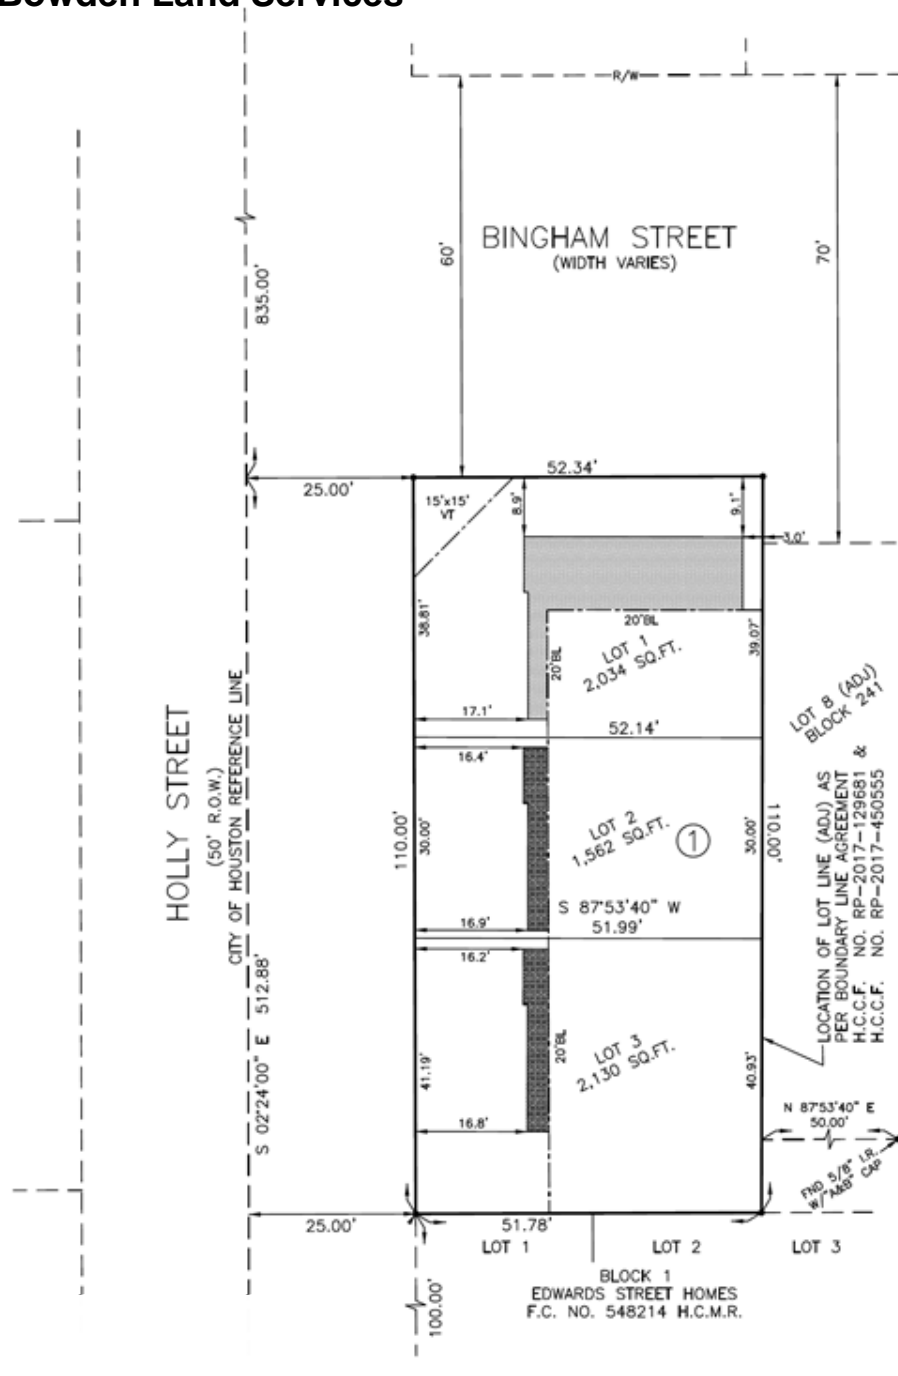 Bowden Land Services
R/W
BINGHAM STREET
(WIDTH VARIES)
60'
70'
835.00'
52.34'
25.00'
15'x15'
VT
8.9'
9.1'
3.0'
38.81'
20'BL
20'BL
39.07'
LOT 1
2,034 SQ.FT.
17.1'
52.14'
LOT 8 (ADJ)
BLOCK 241
HOLLY STREET
(50' R.O.W.)
CITY OF HOUSTON REFERENCE LINE
16.4'
110.00'
30.00'
LOT 2
1,562 SQ.FT.
1
30.00'
110.00'
LOCATION OF LOT LINE (ADJ) AS
PER BOUNDARY LINE AGREEMENT
H.C.C.F. NO. RP-2017-129681 &
H.C.C.F. NO. RP-2017-450555
16.9'
S 87°53'40" W
51.99'
16.2'
S 02°24'00" E 512.88'
41.19'
20'BL
LOT 3
2,130 SQ.FT.
40.93'
16.8'
N 87°53'40" E
50.00'
FND 5/8" I.R.
W/"A&B" CAP
25.00'
51.78'
LOT 1
LOT 2
LOT 3
100.00'
BLOCK 1
EDWARDS STREET HOMES
F.C. NO. 548214 H.C.M.R.